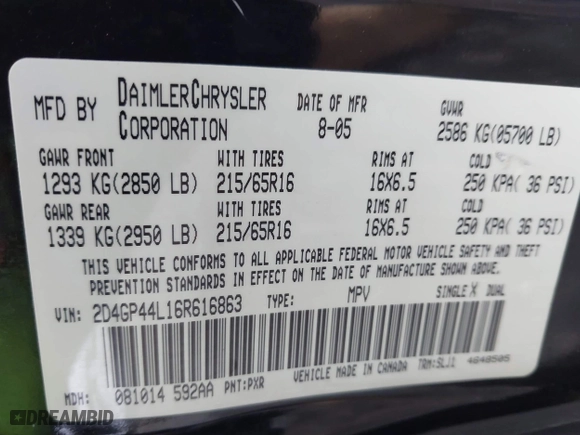 MFD BY DAIMLERCHRYSLER CORPORATION DATE OF MFR 8-05 GVWR 2586 KG(05700 LB)
GAWR FRONT WITH TIRES RIMS AT COLD
1293 KG(2850 LB) 215/65R16 16X6.5 250 KPA( 36 PSI)
GAWR REAR WITH TIRES RIMS AT COLD
1339 KG(2950 LB) 215/65R16 16X6.5 250 KPA( 36 PSI)
THIS VEHICLE CONFORMS TO ALL APPLICABLE FEDERAL MOTOR VEHICLE SAFETY AND THEFT
PREVENTION STANDARDS IN EFFECT ON THE DATE OF MANUFACTURE SHOWN ABOVE.
VIN: 2D4GP44L16R616863 TYPE: MPV SINGLE X DUAL
VEHICLE MADE IN CANADA TRM:SLJ1 4648505
MDH: 081014 592AA PNT:PXR
DREAMBID